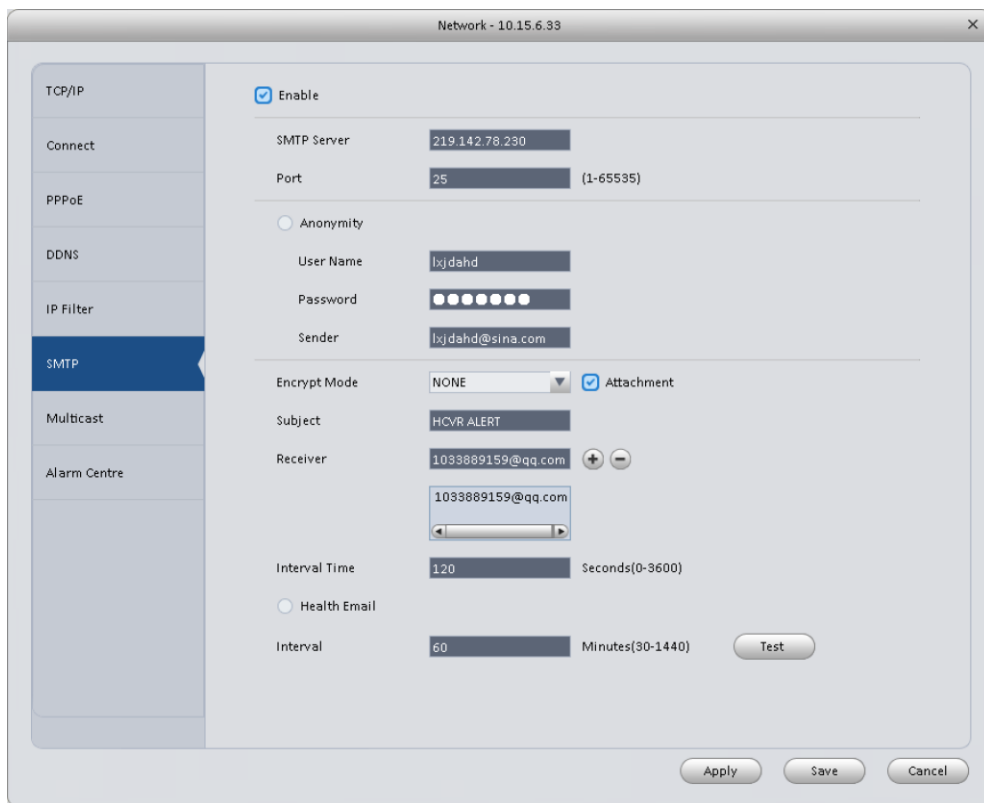 Network - 10.15.6.33
TCP/IP
Connect
PPPoE
DDNS
IP Filter
SMTP
Multicast
Alarm Centre
Enable
SMTP Server 219.142.78.230
Port 25 (1-65535)
Anonymity
User Name lxjdahd
Password ●●●●●●●
Sender lxjdahd@sina.com
Encrypt Mode NONE Attachment
Subject HCVR ALERT
Receiver 1033889159@qq.com
1033889159@qq.com
Interval Time 120 Seconds(0-3600)
Health Email
Interval 60 Minutes(30-1440) Test
Apply Save Cancel